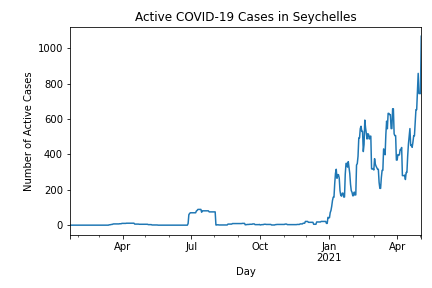 Active COVID-19 Cases in Seychelles
Number of Active Cases
1000
800
600
400
200
0
Apr
Jul
Oct
Jan
2021
Apr
Day